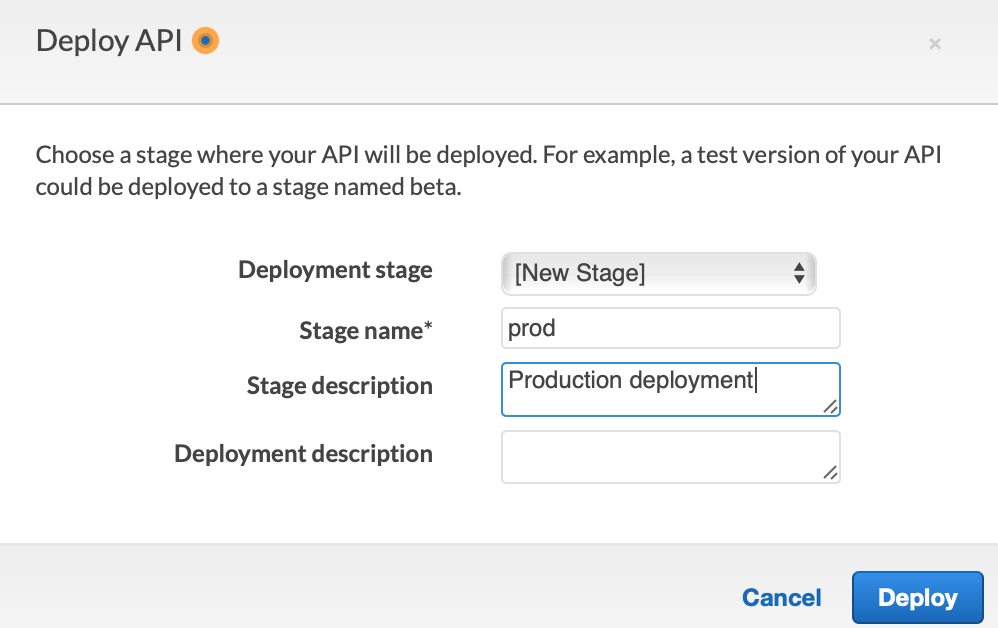 Deploy API
×
Choose a stage where your API will be deployed. For example, a test version of your API
could be deployed to a stage named beta.
Deployment stage [New Stage]
Stage name* prod
Stage description Production deployment
Deployment description
Cancel Deploy